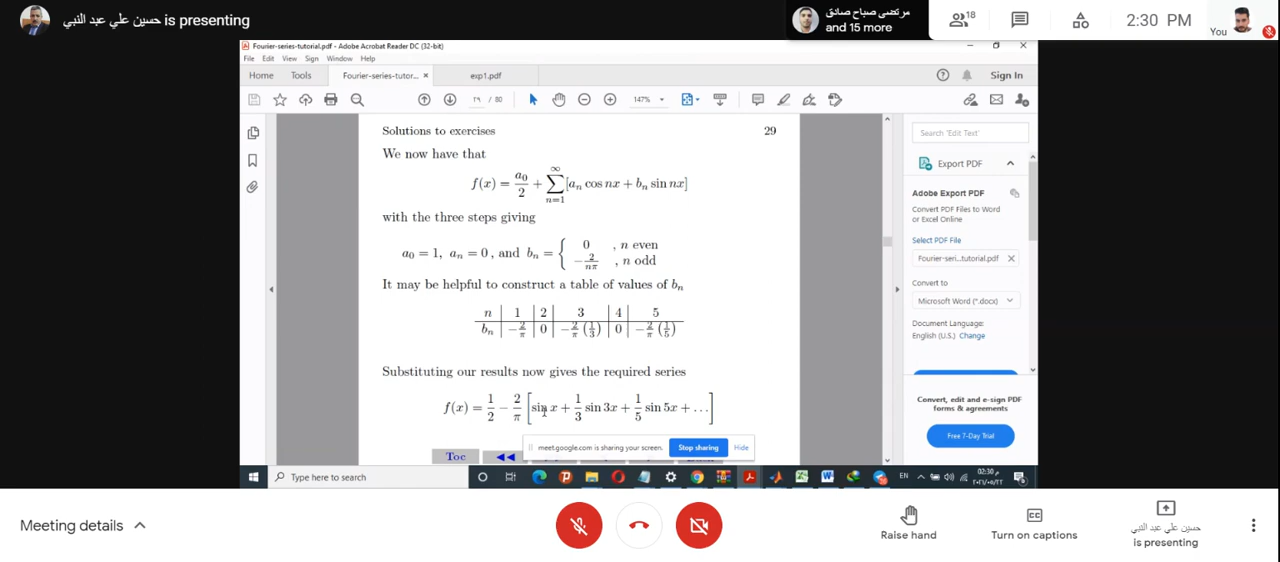 حسين علي عبد النبي is presenting
مرتضى صباح صادق
and 15 more
18
2:30 PM
You
Fourier-series-tutorial.pdf - Adobe Acrobat Reader DC (32-bit)
File Edit View Sign Window Help
Home Tools Fourier-series-tutor... × exp1.pdf Sign In
٢٩ / 80 147%
Solutions to exercises 29
We now have that
f(x) = a₀/2 + ∑_{n=1}^{∞} [aₙ cos nx + bₙ sin nx]
with the three steps giving
a₀ = 1, aₙ = 0, and bₙ = { 0 , n even
−2/nπ , n odd
It may be helpful to construct a table of values of bₙ
n | 1 | 2 | 3 | 4 | 5
bₙ | −2/π | 0 | −2/π (1/3) | 0 | −2/π (1/5)
Substituting our results now gives the required series
f(x) = 1/2 − 2/π [sin x + 1/3 sin 3x + 1/5 sin 5x + …]
Toc ◀◀
meet.google.com is sharing your screen. Stop sharing Hide
Search 'Edit Text'
Export PDF
Adobe Export PDF
Convert PDF Files to Word
or Excel Online
Select PDF File
Fourier-seri...tutorial.pdf ×
Convert to
Microsoft Word (*.docx)
Document Language:
English (U.S.) Change
Convert, edit and e-sign PDF
forms & agreements
Free 7-Day Trial
Type here to search
EN
02:30 م
Meeting details
Raise hand
Turn on captions
حسين علي عبد النبي
is presenting